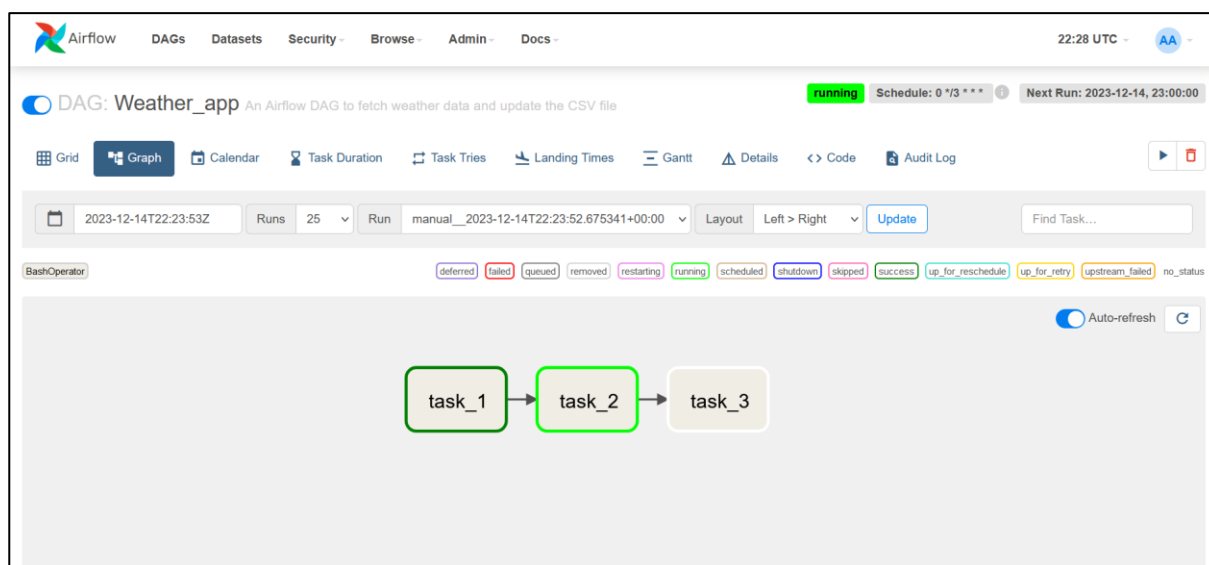 Airflow DAGs Datasets Security Browse Admin Docs 22:28 UTC AA
DAG: Weather_app An Airflow DAG to fetch weather data and update the CSV file running Schedule: 0 */3 * * * i Next Run: 2023-12-14, 23:00:00
Grid Graph Calendar Task Duration Task Tries Landing Times Gantt Details <> Code Audit Log
2023-12-14T22:23:53Z Runs 25 Run manual__2023-12-14T22:23:52.675341+00:00 Layout Left > Right Update Find Task...
BashOperator deferred failed queued removed restarting running scheduled shutdown skipped success up_for_reschedule up_for_retry upstream_failed no_status
Auto-refresh
task_1 task_2 task_3